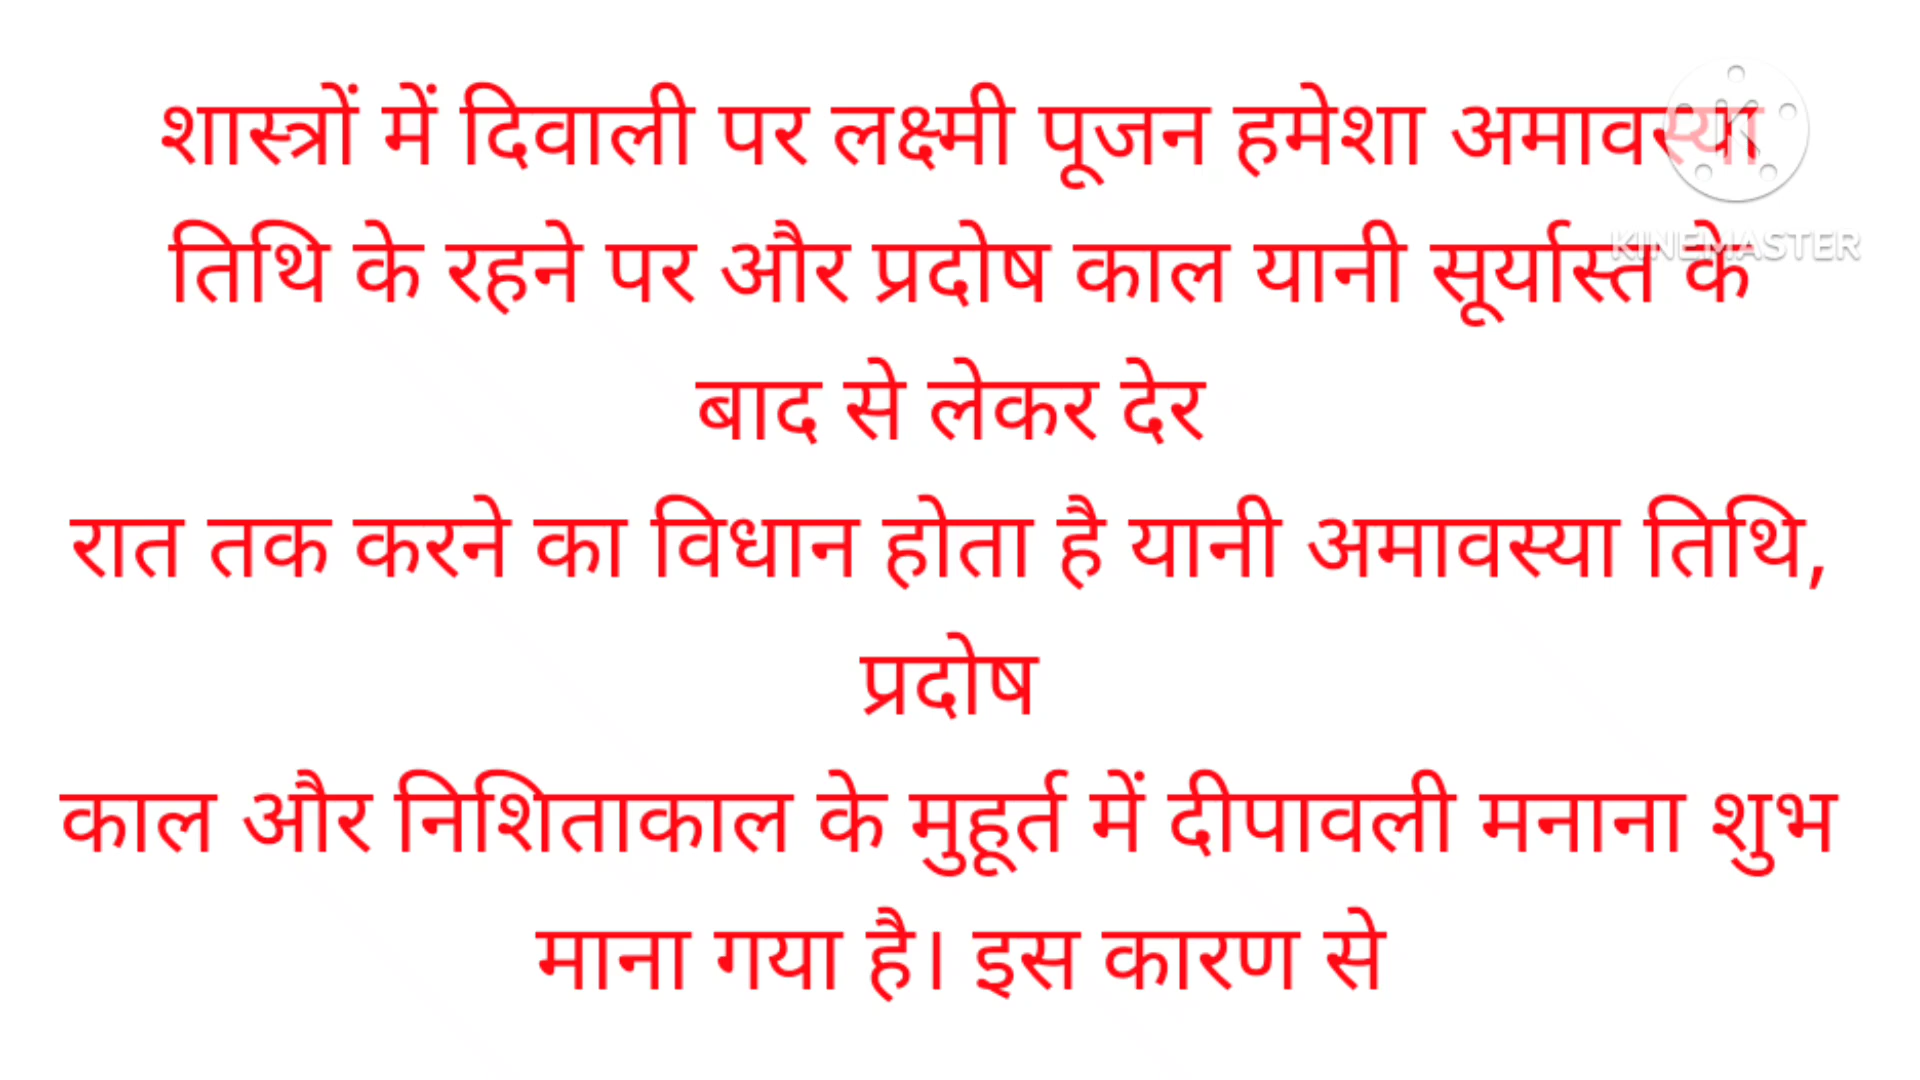 शास्त्रों में दिवाली पर लक्ष्मी पूजन हमेशा अमावस्या
तिथि के रहने पर और प्रदोष काल यानी सूर्यास्त के
बाद से लेकर देर
रात तक करने का विधान होता है यानी अमावस्या तिथि,
प्रदोष
काल और निशिताकाल के मुहूर्त में दीपावली मनाना शुभ
माना गया है। इस कारण से
K
KINEMASTER